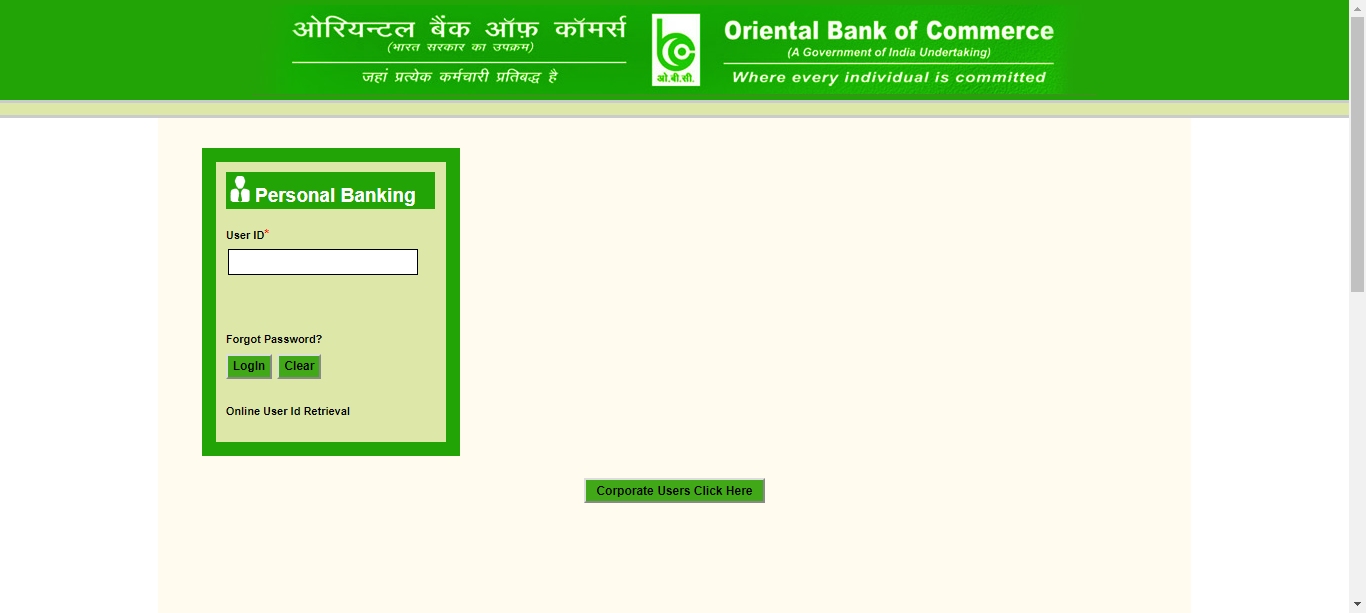 ओरियन्टल बैंक ऑफ़ कॉमर्स
(भारत सरकार का उपक्रम)
जहां प्रत्येक कर्मचारी प्रतिबद्ध है
ओ.बी.सी.
Oriental Bank of Commerce
(A Government of India Undertaking)
Where every individual is committed
Personal Banking
User ID*
Forgot Password?
LogIn Clear
Online User Id Retrieval
Corporate Users Click Here